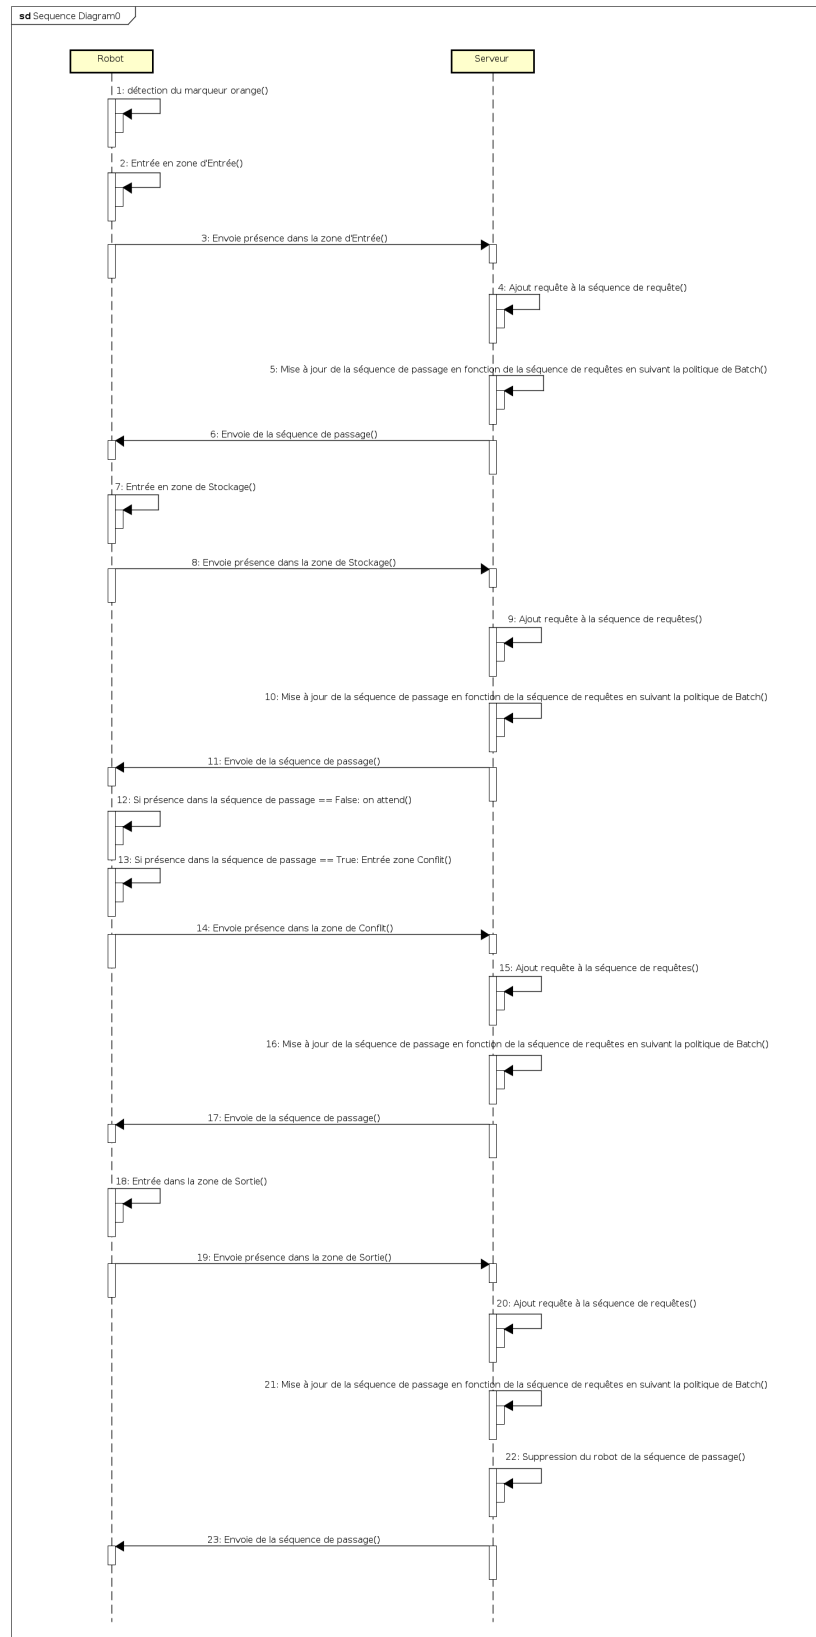 sd Sequence Diagram0
Robot
Serveur
1: détection du marqueur orange()
2: Entrée en zone d'Entrée()
3: Envoie présence dans la zone d'Entrée()
4: Ajout requête à la séquence de requête()
5: Mise à jour de la séquence de passage en fonction de la séquence de requêtes en suivant la politique de Batch()
6: Envoie de la séquence de passage()
7: Entrée en zone de Stockage()
8: Envoie présence dans la zone de Stockage()
9: Ajout requête à la séquence de requêtes()
10: Mise à jour de la séquence de passage en fonction de la séquence de requêtes en suivant la politique de Batch()
11: Envoie de la séquence de passage()
12: Si présence dans la séquence de passage == False: on attend()
13: Si présence dans la séquence de passage == True: Entrée zone Conflit()
14: Envoie présence dans la zone de Conflit()
15: Ajout requête à la séquence de requêtes()
16: Mise à jour de la séquence de passage en fonction de la séquence de requêtes en suivant la politique de Batch()
17: Envoie de la séquence de passage()
18: Entrée dans la zone de Sortie()
19: Envoie présence dans la zone de Sortie()
20: Ajout requête à la séquence de requêtes()
21: Mise à jour de la séquence de passage en fonction de la séquence de requêtes en suivant la politique de Batch()
22: Suppression du robot de la séquence de passage()
23: Envoie de la séquence de passage()